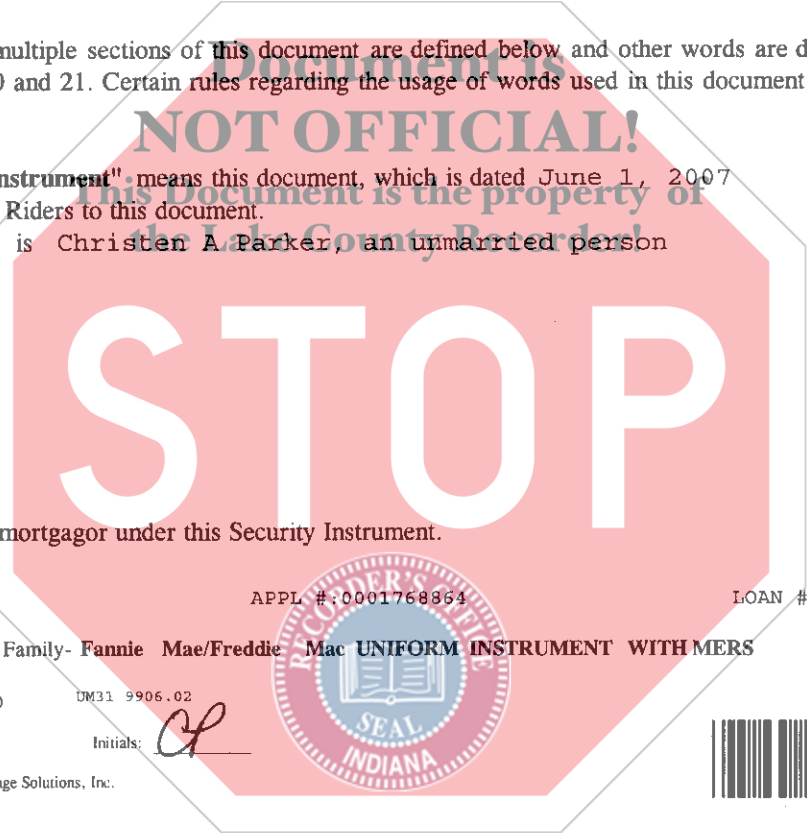 multiple sections of this document are defined below and other words are d
0 and 21. Certain rules regarding the usage of words used in this document
Document is
NOT OFFICIAL!
nstrument" means this document, which is dated June 1, 2007
This Document is the property of
Riders to this document.
the Lake County Recorder!
is Christen A Parker, an unmarried person
STOP
mortgagor under this Security Instrument.
APPL #:0001768864 LOAN #
Family- Fannie Mae/Freddie Mac UNIFORM INSTRUMENT WITH MERS
) UM31 9906.02
Initials: CP
age Solutions, Inc.
RECORDER'S OFFICE
SEAL
INDIANA